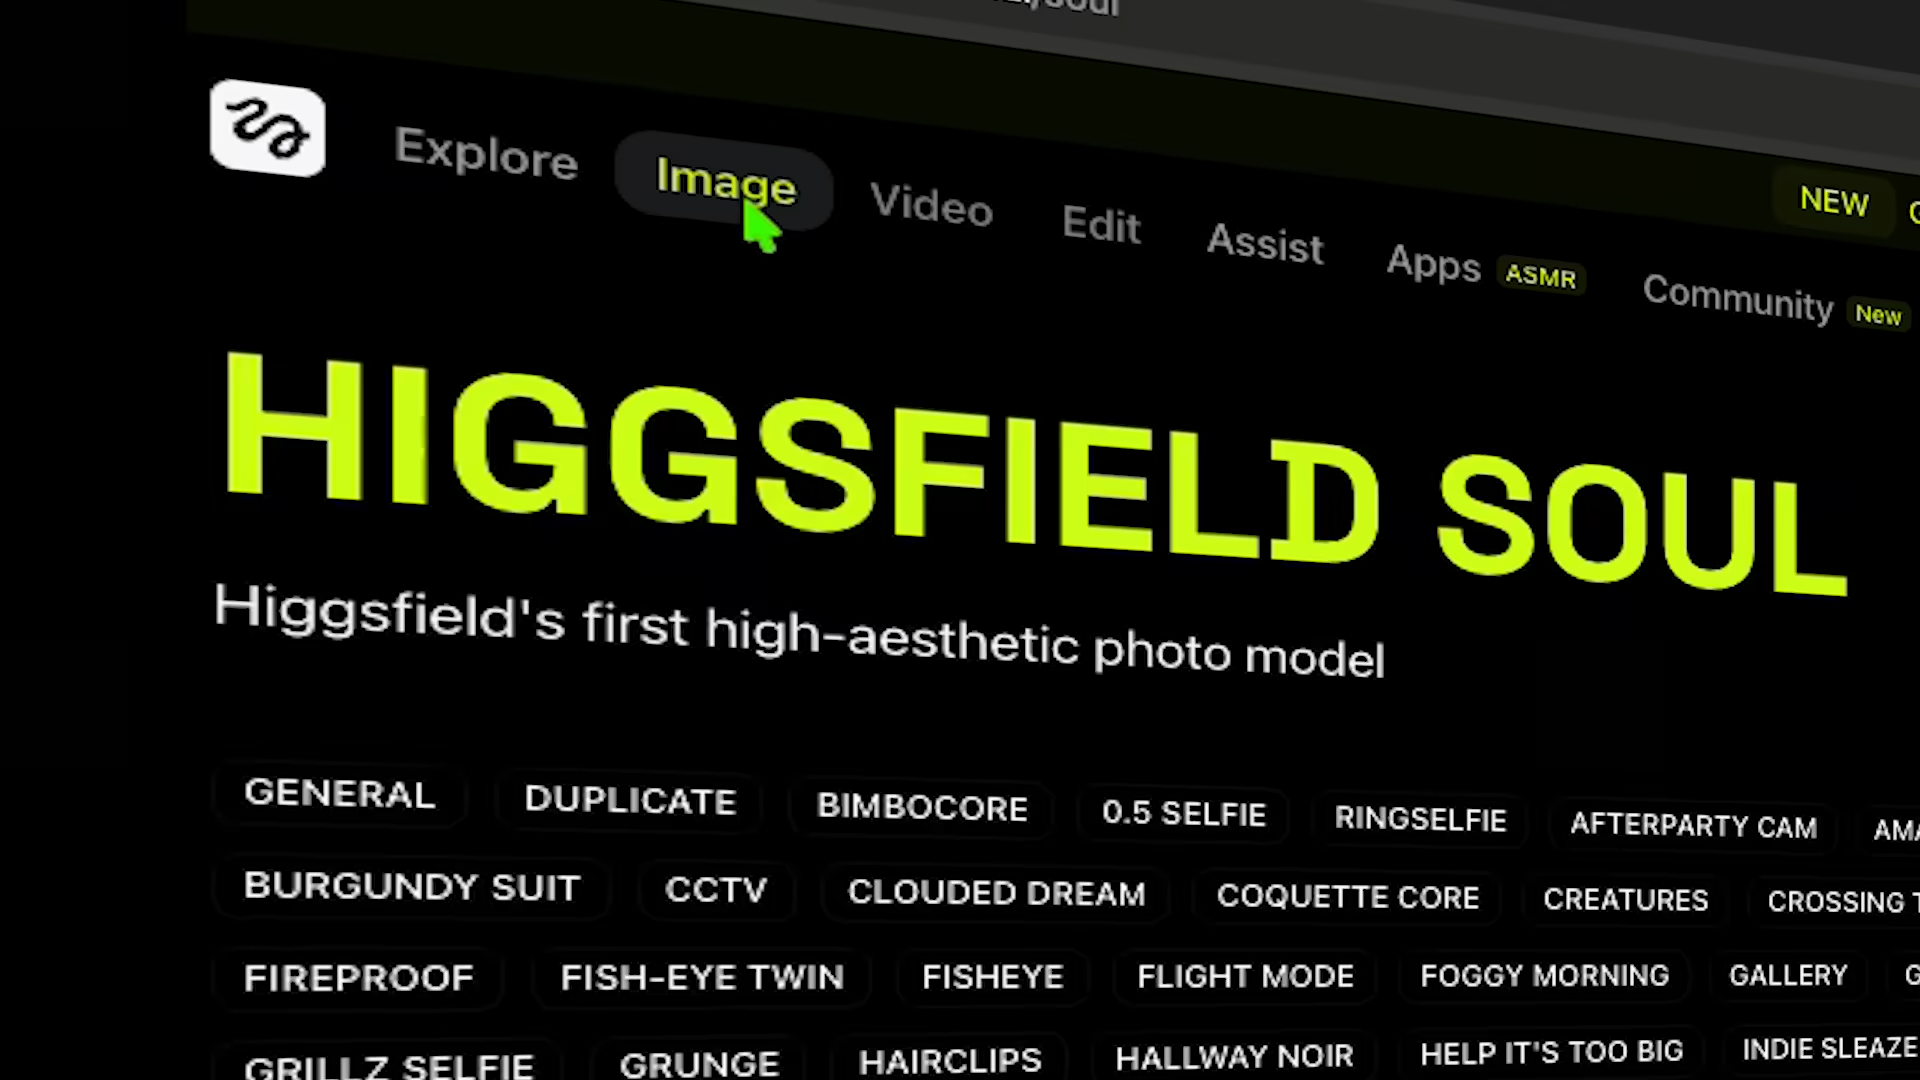 soul
NEW
Explore Image Video Edit Assist Apps ASMR Community New
HIGGSFIELD SOUL
Higgsfield's first high-aesthetic photo model
GENERAL DUPLICATE BIMBOCORE 0.5 SELFIE RINGSELFIE AFTERPARTY CAM
BURGUNDY SUIT CCTV CLOUDED DREAM COQUETTE CORE CREATURES CROSSING
FIREPROOF FISH-EYE TWIN FISHEYE FLIGHT MODE FOGGY MORNING GALLERY
GRILLZ SELFIE GRUNGE HAIRCLIPS HALLWAY NOIR HELP IT'S TOO BIG INDIE SLEAZE